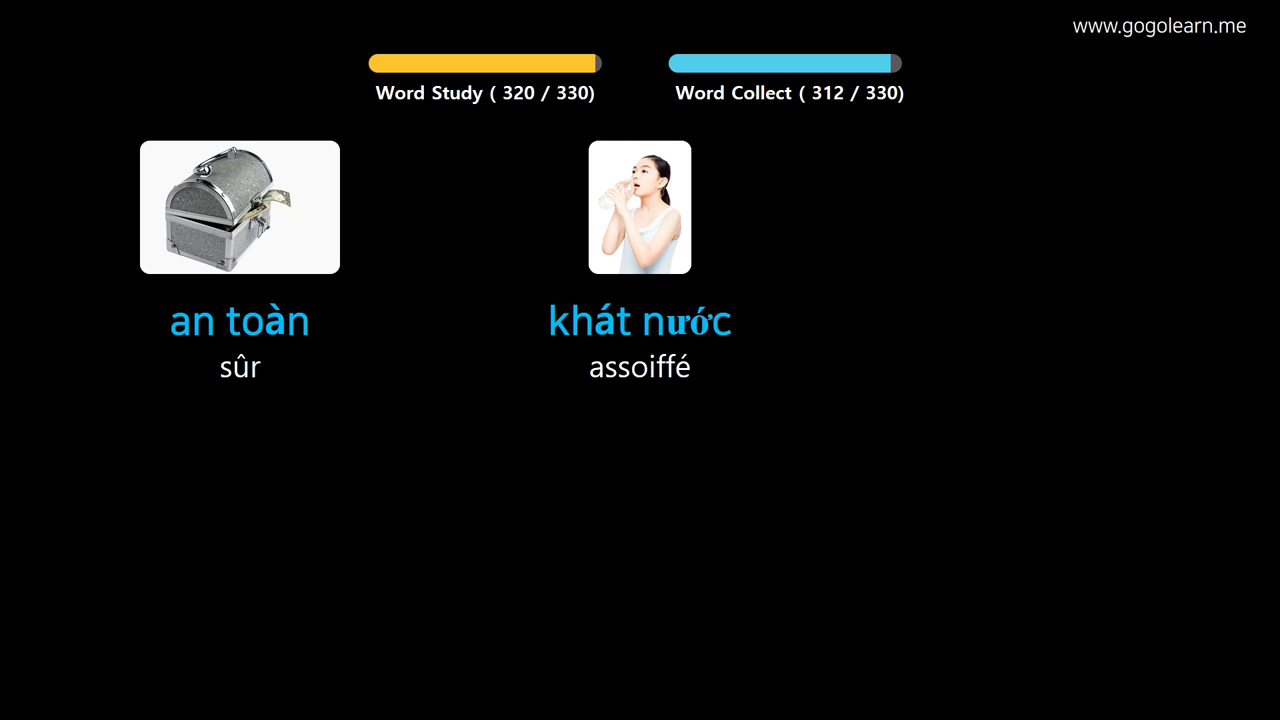 www.gogolearn.me
Word Study ( 320 / 330)
Word Collect ( 312 / 330)
an toàn
sûr
khát nước
assoiffé